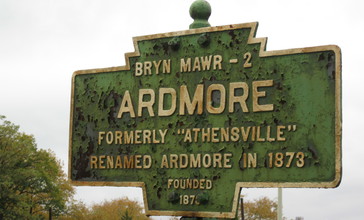 BRYN MAWR - 2
ARDMORE
FORMERLY "ATHENSVILLE"
RENAMED ARDMORE IN 1873
FOUNDED